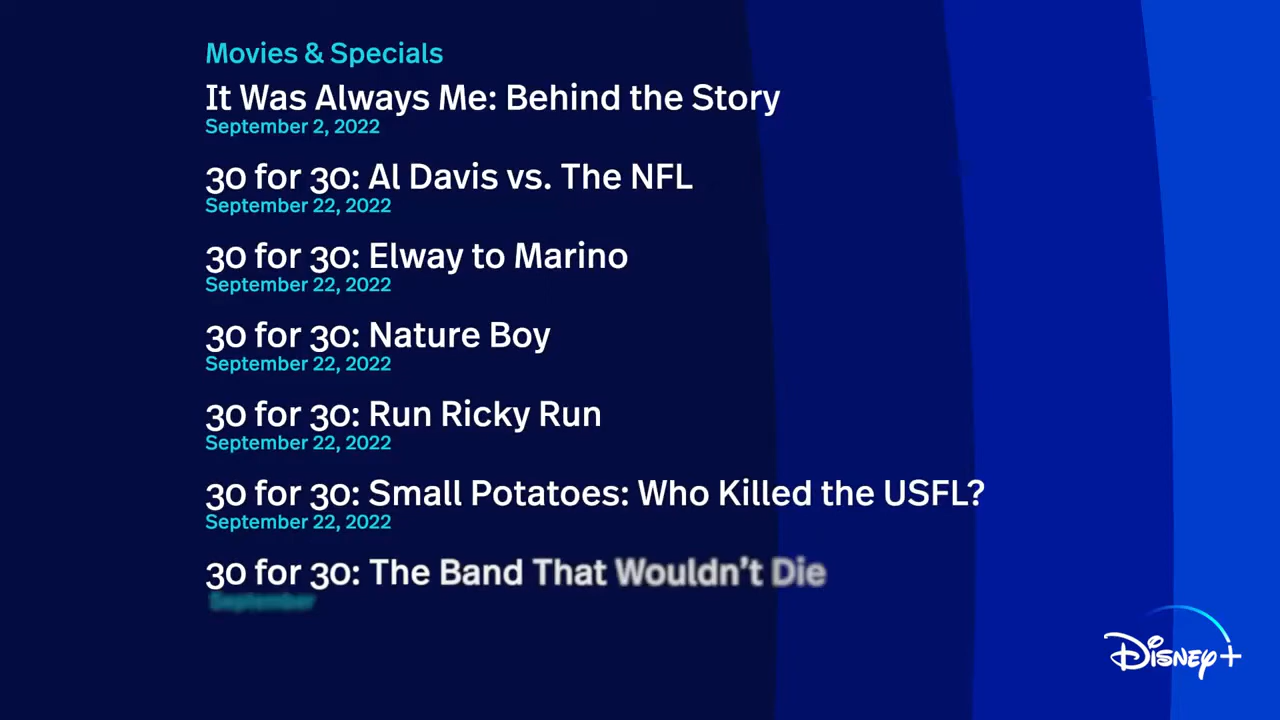 Movies & Specials
It Was Always Me: Behind the Story
September 2, 2022
30 for 30: Al Davis vs. The NFL
September 22, 2022
30 for 30: Elway to Marino
September 22, 2022
30 for 30: Nature Boy
September 22, 2022
30 for 30: Run Ricky Run
September 22, 2022
30 for 30: Small Potatoes: Who Killed the USFL?
September 22, 2022
30 for 30: The Band That Wouldn’t Die
September
Disney+